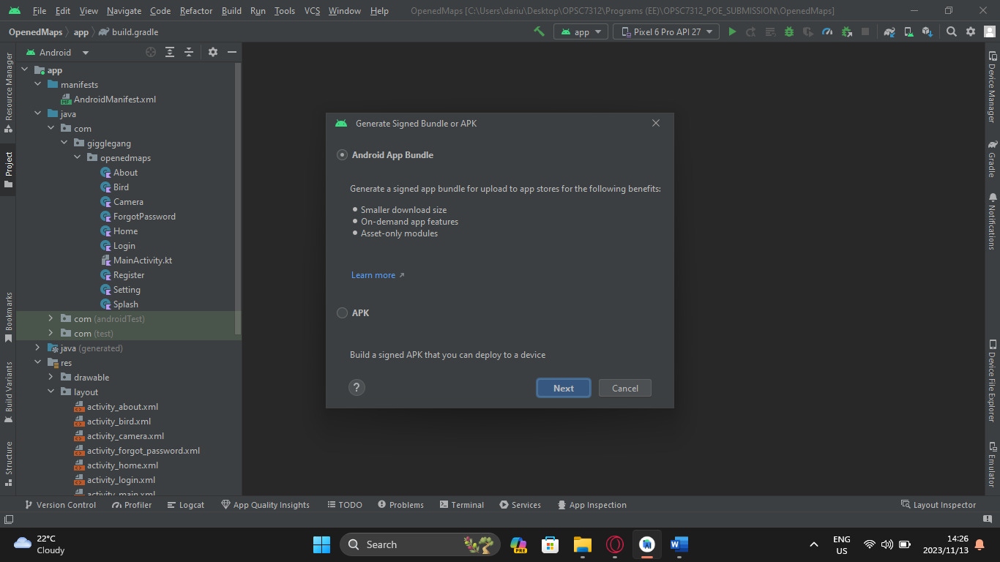 File Edit View Navigate Code Refactor Build Run Tools VCS Window Help OpenedMaps [C:\Users\dariu\Desktop\OPSC7312\Programs (EE)\OPSC7312_POE_SUBMISSION\OpenedMaps]
OpenedMaps app build.gradle app Pixel 6 Pro API 27
Resource Manager
Project
Bookmarks
Build Variants
Structure
Android
app
manifests
AndroidManifest.xml
java
com
gigglegang
openedmaps
About
Bird
Camera
ForgotPassword
Home
Login
MainActivity.kt
Register
Setting
Splash
com (androidTest)
com (test)
java (generated)
res
drawable
layout
activity_about.xml
activity_bird.xml
activity_camera.xml
activity_forgot_password.xml
activity_home.xml
activity_login.xml
activity_main.xml
Generate Signed Bundle or APK
Android App Bundle
Generate a signed app bundle for upload to app stores for the following benefits:
Smaller download size
On-demand app features
Asset-only modules
Learn more
APK
Build a signed APK that you can deploy to a device
? Next Cancel
Device Manager
Gradle
Notifications
Device File Explorer
Emulator
Version Control Profiler Logcat App Quality Insights TODO Problems Terminal Services App Inspection Layout Inspector
22°C
Cloudy
Search
PRE
ENG
US
14:26
2023/11/13